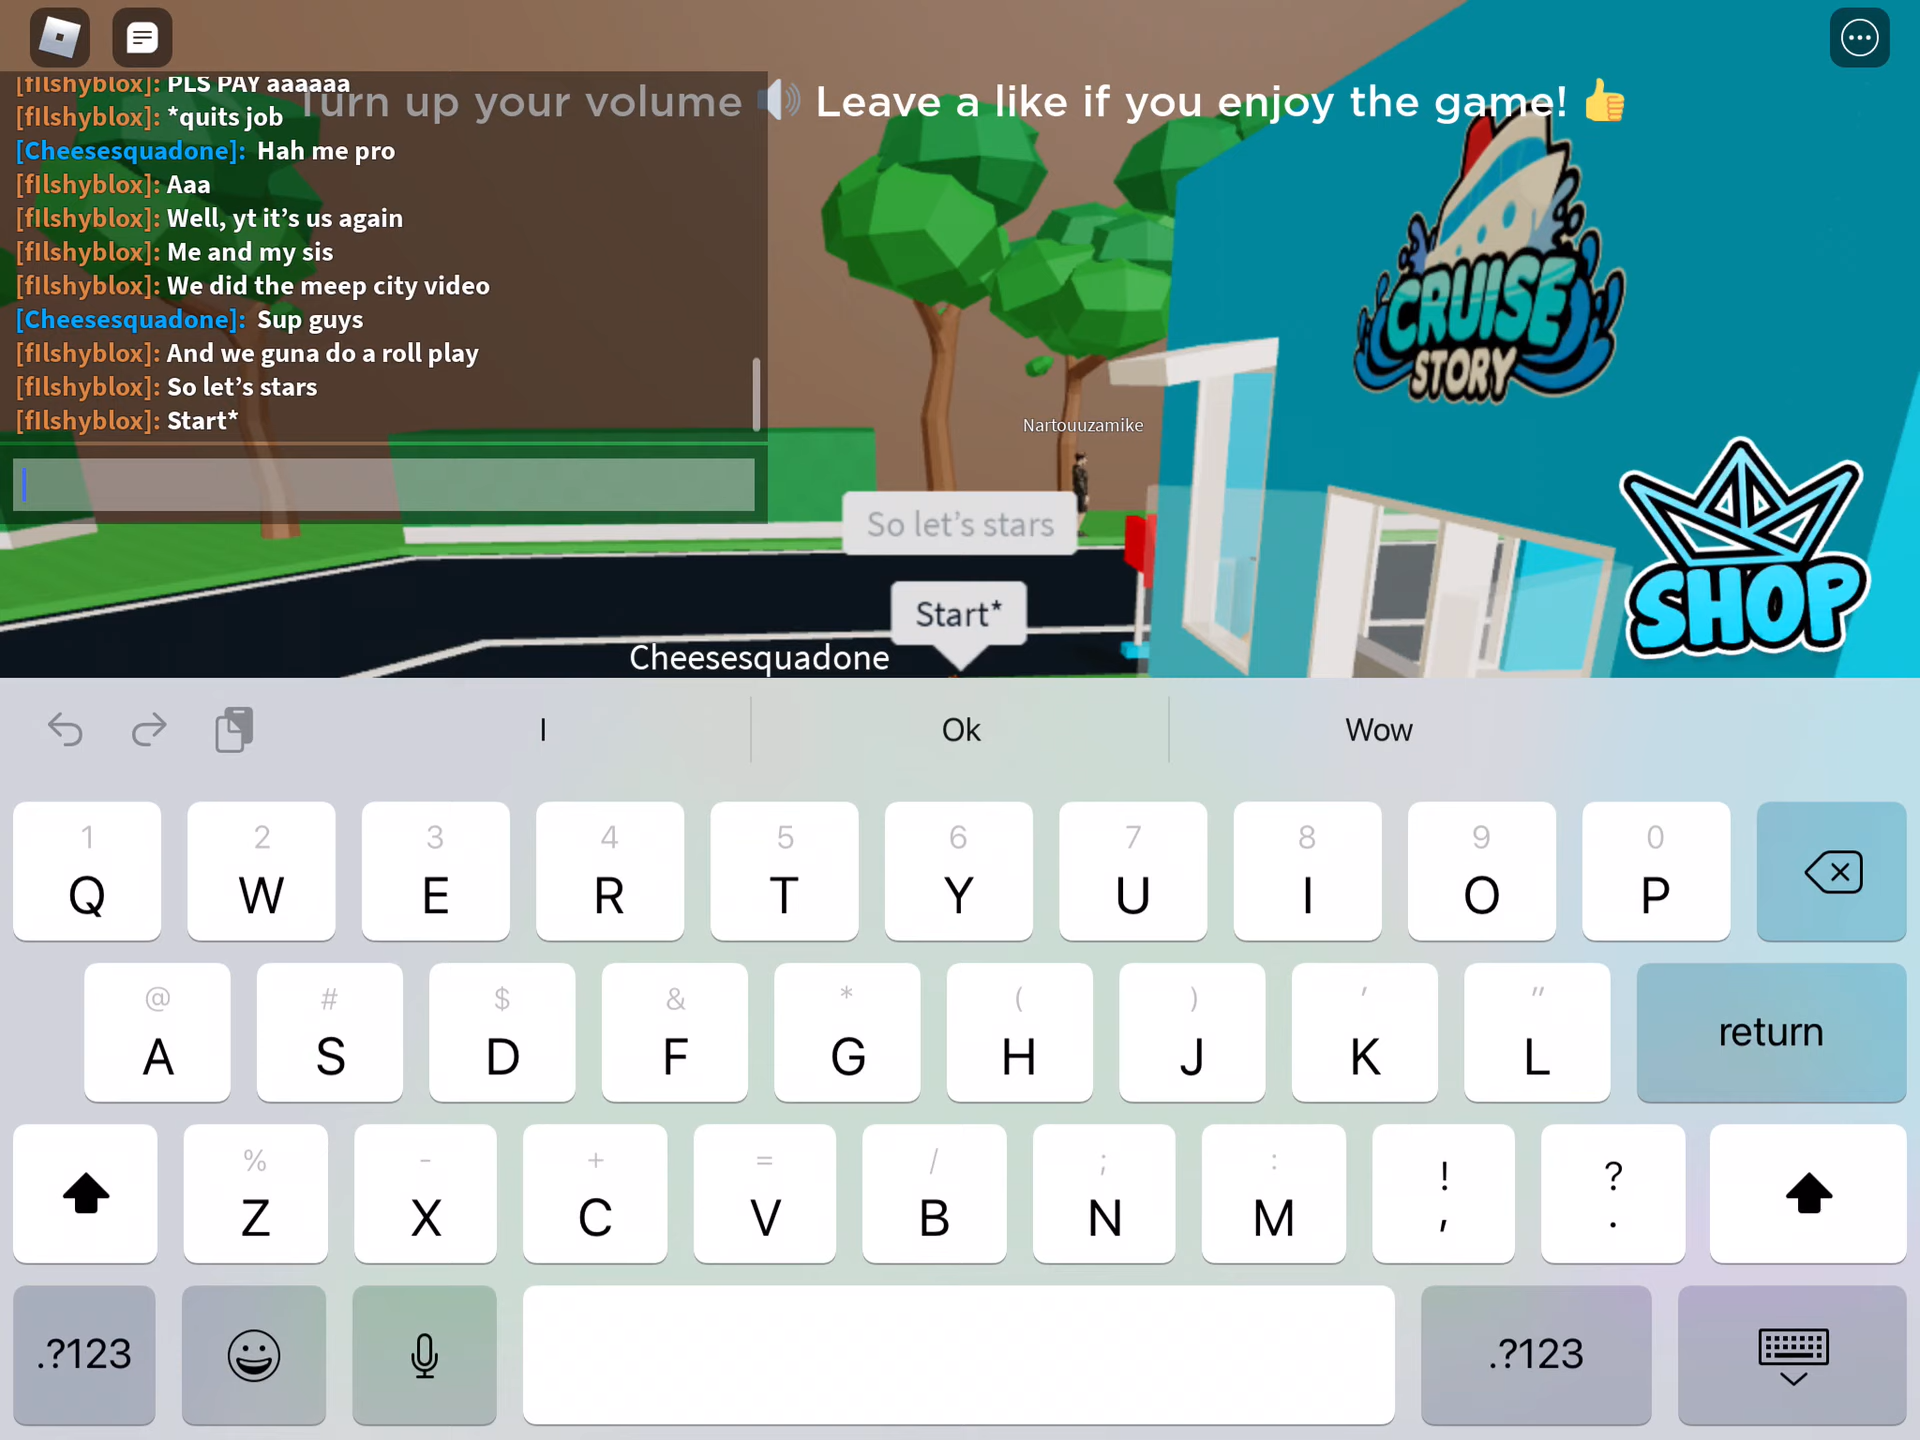 [fIlshyblox]: PLS PAY aaaaaa
Turn up your volume 🔊 Leave a like if you enjoy the game! 👍
[fIlshyblox]: *quits job
[Cheesesquadone]: Hah me pro
[fIlshyblox]: Aaa
[fIlshyblox]: Well, yt it’s us again
[fIlshyblox]: Me and my sis
[fIlshyblox]: We did the meep city video
[Cheesesquadone]: Sup guys
[fIlshyblox]: And we guna do a roll play
[fIlshyblox]: So let’s stars
[fIlshyblox]: Start*
CRUISE
STORY
Nartouuzamike
So let’s stars
Start*
Cheesesquadone
SHOP
I Ok Wow
1 2 3 4 5 6 7 8 9 0
Q W E R T Y U I O P
@ # $ & * ( ) ' "
A S D F G H J K L return
% - + = / ; : ! ?
Z X C V B N M , .
.?123 .?123